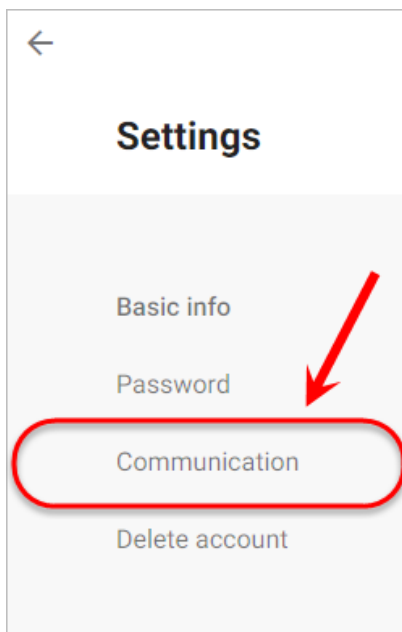 Settings
Basic info
Password
Communication
Delete account